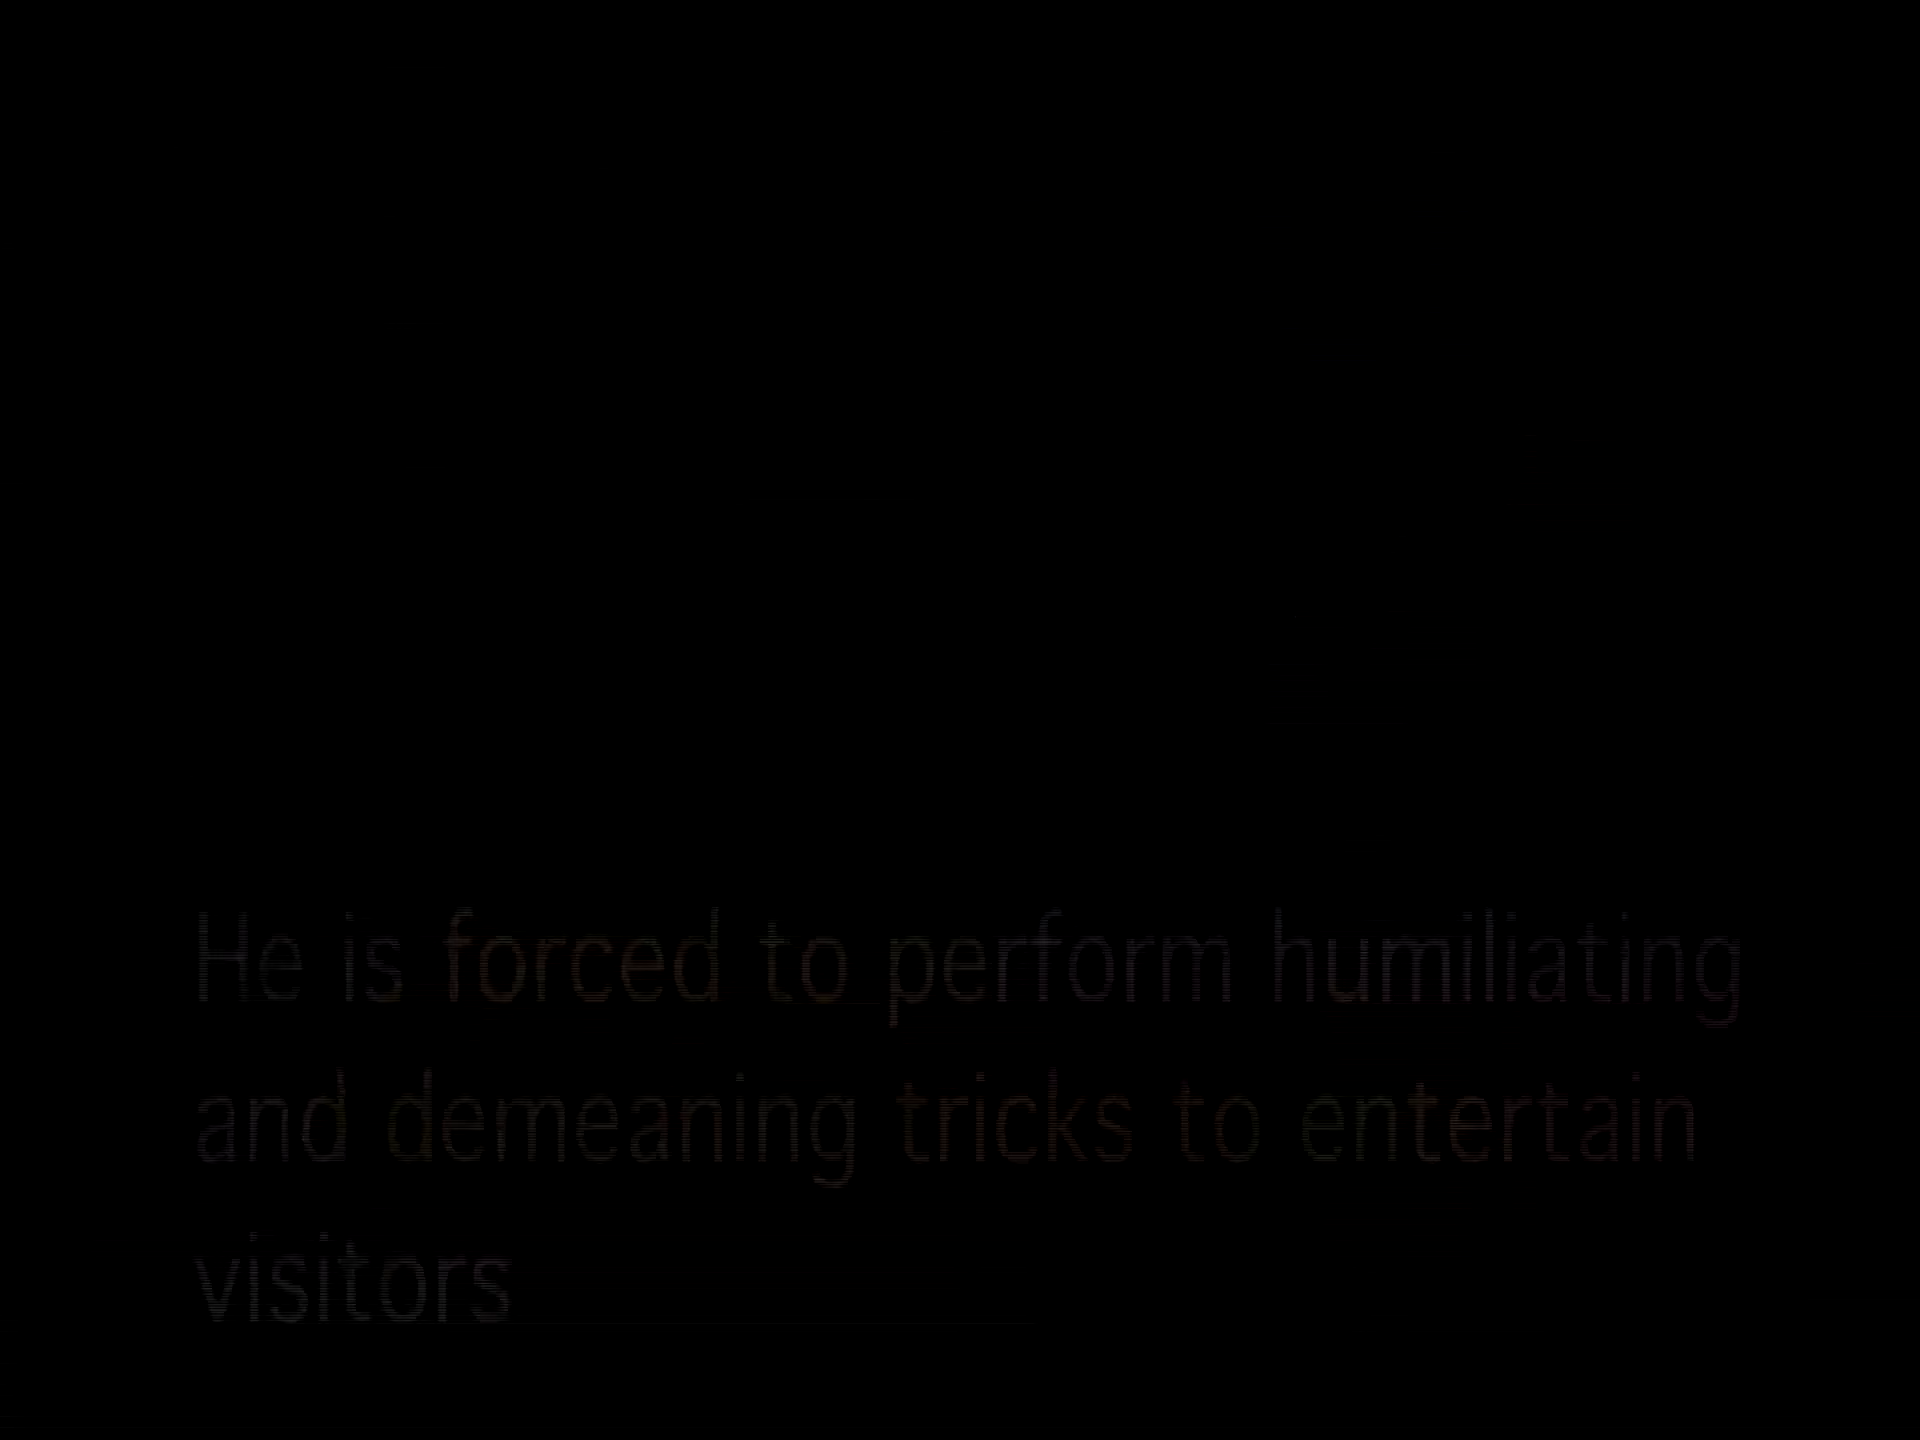 He is forced to perform humiliating
and demeaning tricks to entertain
visitors